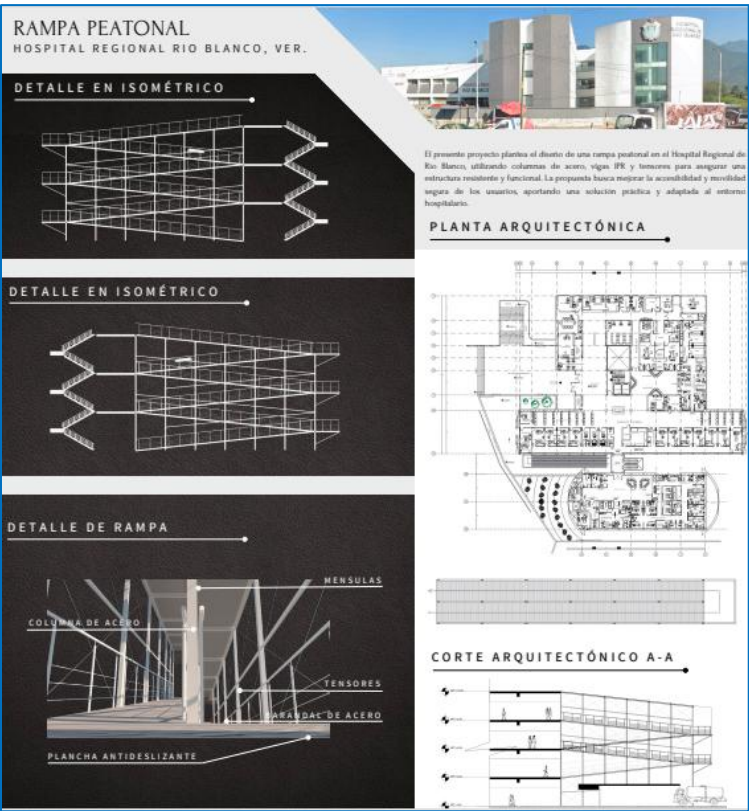 RAMPA PEATONAL
HOSPITAL REGIONAL RIO BLANCO, VER.
DETALLE EN ISOMÉTRICO
El presente proyecto plantea el diseño de una rampa peatonal en el Hospital Regional de
Río Blanco, utilizando columnas de acero, vigas IPR y tensores para asegurar una
estructura resistente y funcional. La propuesta busca mejorar la accesibilidad y movilidad
segura de los usuarios, aportando una solución práctica y adaptada al entorno
hospitalario.
PLANTA ARQUITECTÓNICA
DETALLE EN ISOMÉTRICO
DETALLE DE RAMPA
MENSULAS
COLUMNA DE ACERO
TENSORES
BARANDAL DE ACERO
PLANCHA ANTIDESLIZANTE
CORTE ARQUITECTÓNICO A-A